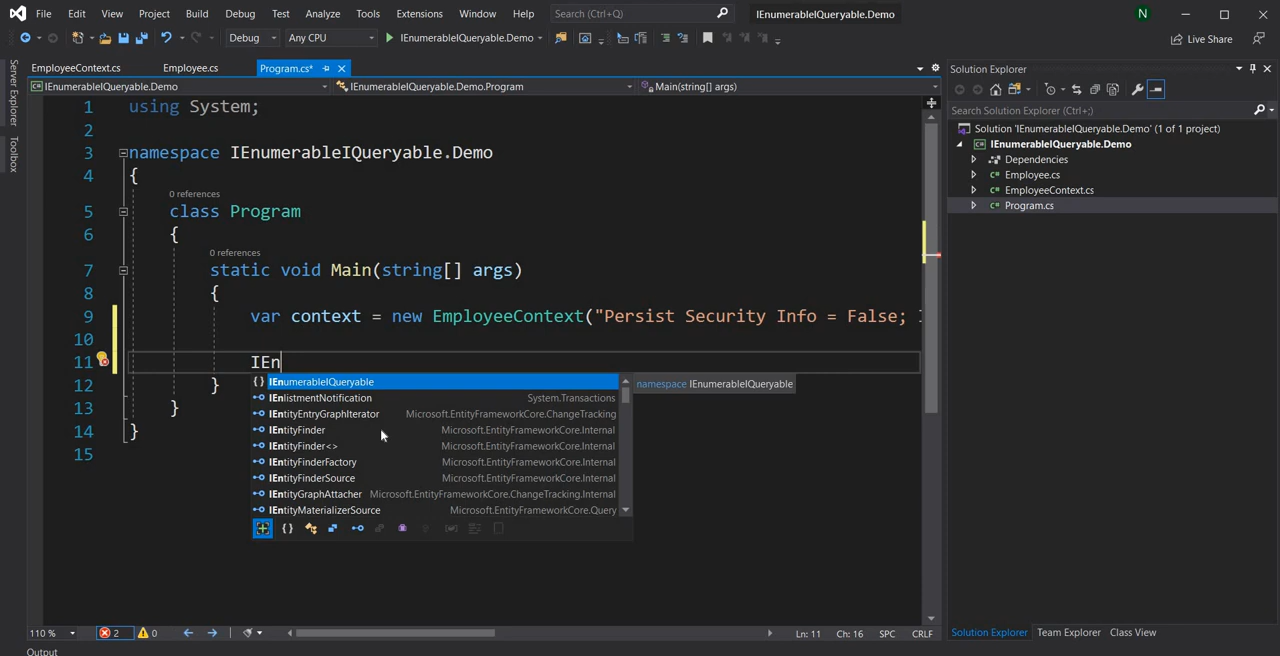 File Edit View Project Build Debug Test Analyze Tools Extensions Window Help Search (Ctrl+Q) IEnumerableIQueryable.Demo N
Debug Any CPU IEnumerableIQueryable.Demo Live Share
EmployeeContext.cs Employee.cs Program.cs*
IEnumerableIQueryable.Demo IEnumerableIQueryable.Demo.Program Main(string[] args)
Server Explorer
Toolbox
1 using System;
2
3 namespace IEnumerableIQueryable.Demo
4 {
0 references
5 class Program
6 {
0 references
7 static void Main(string[] args)
8 {
9 var context = new EmployeeContext("Persist Security Info = False;
10
11 IEn
12 }
13 }
14 }
15
{ } IEnumerableIQueryable
IEnlistmentNotification System.Transactions
IEntityEntryGraphIterator Microsoft.EntityFrameworkCore.ChangeTracking
IEntityFinder Microsoft.EntityFrameworkCore.Internal
IEntityFinder<> Microsoft.EntityFrameworkCore.Internal
IEntityFinderFactory Microsoft.EntityFrameworkCore.Internal
IEntityFinderSource Microsoft.EntityFrameworkCore.Internal
IEntityGraphAttacher Microsoft.EntityFrameworkCore.ChangeTracking.Internal
IEntityMaterializerSource Microsoft.EntityFrameworkCore.Query
namespace IEnumerableIQueryable
Solution Explorer
Search Solution Explorer (Ctrl+;)
Solution 'IEnumerableIQueryable.Demo' (1 of 1 project)
IEnumerableIQueryable.Demo
Dependencies
C# Employee.cs
C# EmployeeContext.cs
C# Program.cs
110 % 2 0 Ln: 11 Ch: 16 SPC CRLF
Solution Explorer Team Explorer Class View
Output